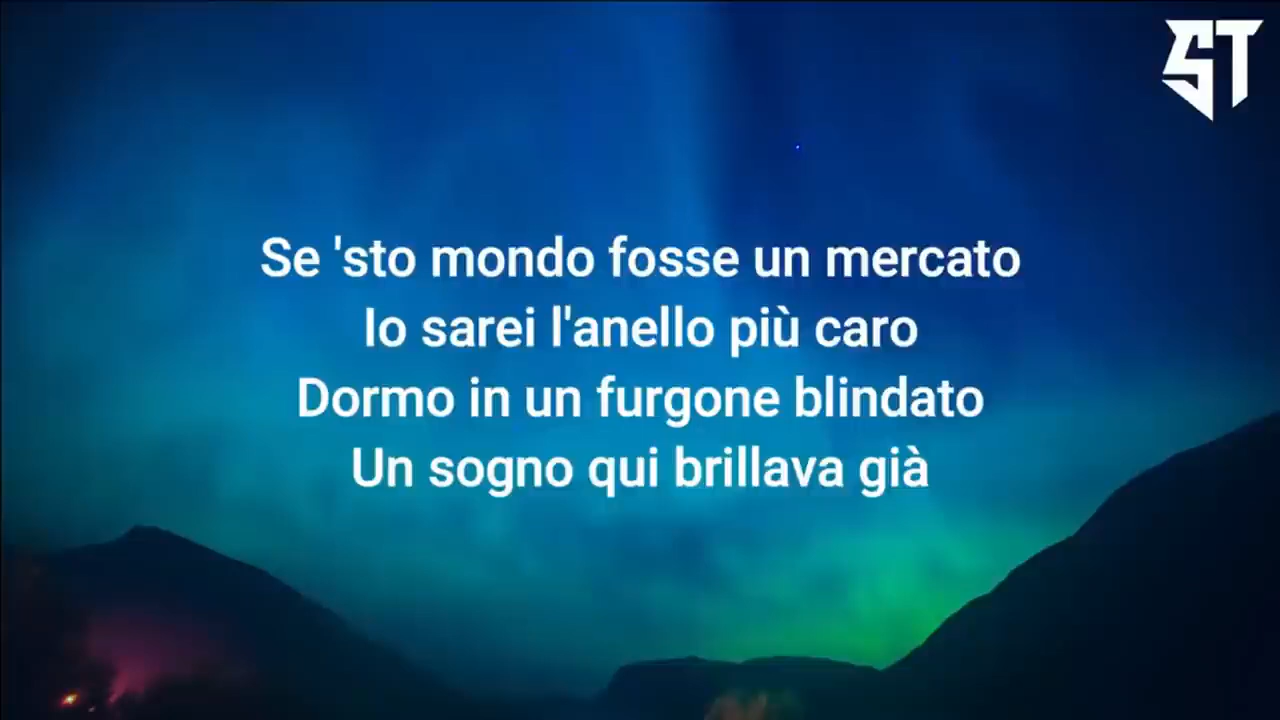 ST
Se 'sto mondo fosse un mercato
Io sarei l'anello più caro
Dormo in un furgone blindato
Un sogno qui brillava già